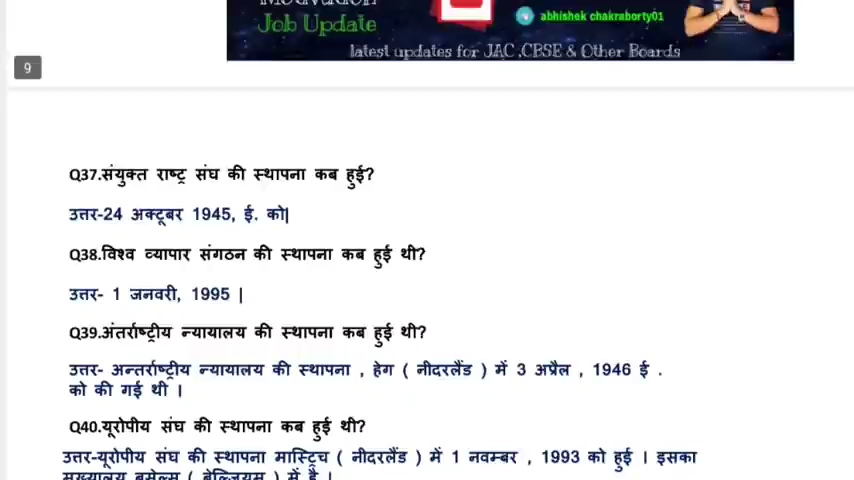 Motivation
Job Update
abhishek chakraborty01
latest updates for JAC ,CBSE & Other Boards
9
Q37.संयुक्त राष्ट्र संघ की स्थापना कब हुई?
उत्तर-24 अक्टूबर 1945, ई. को|
Q38.विश्व व्यापार संगठन की स्थापना कब हुई थी?
उत्तर- 1 जनवरी, 1995 |
Q39.अंतर्राष्ट्रीय न्यायालय की स्थापना कब हुई थी?
उत्तर- अन्तर्राष्ट्रीय न्यायालय की स्थापना , हेग ( नीदरलैंड ) में 3 अप्रैल , 1946 ई .
को की गई थी |
Q40.यूरोपीय संघ की स्थापना कब हुई थी?
उत्तर-यूरोपीय संघ की स्थापना मास्ट्रिच ( नीदरलैंड ) में 1 नवम्बर , 1993 को हुई । इसका
मुख्यालय ब्रुसेल्स ( बेल्जियम ) में है ।